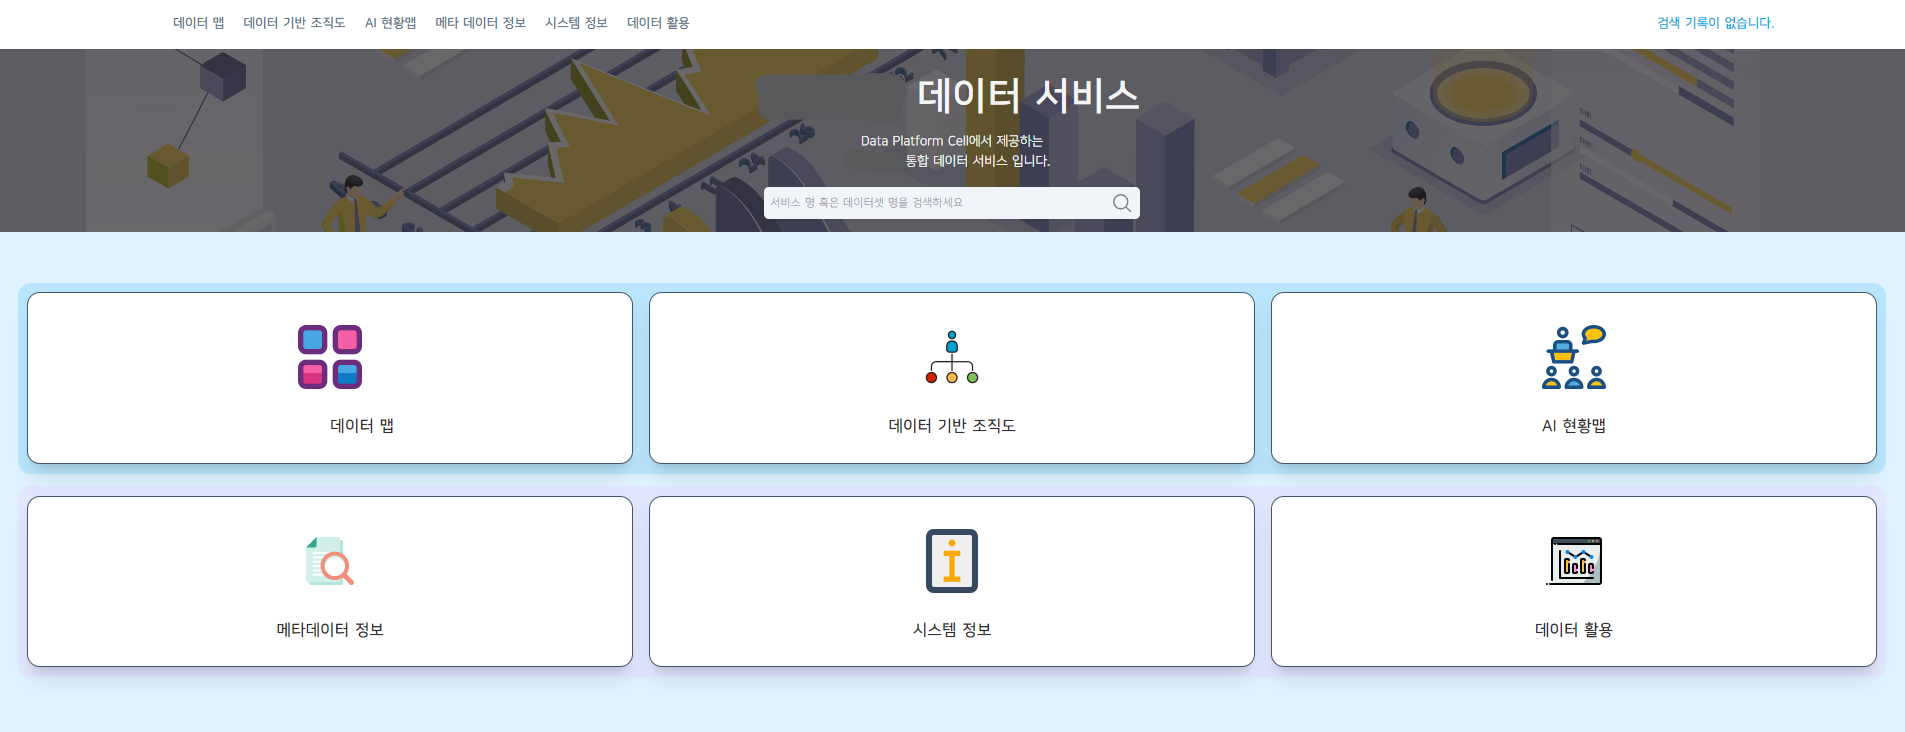 데이터 맵 데이터 기반 조직도 AI 현황맵 메타 데이터 정보 시스템 정보 데이터 활용 검색 기록이 없습니다.
데이터 서비스
Data Platform Cell에서 제공하는
통합 데이터 서비스 입니다.
서비스 명 혹은 데이터셋 명을 검색하세요
데이터 맵 데이터 기반 조직도 AI 현황맵
메타데이터 정보 시스템 정보 데이터 활용